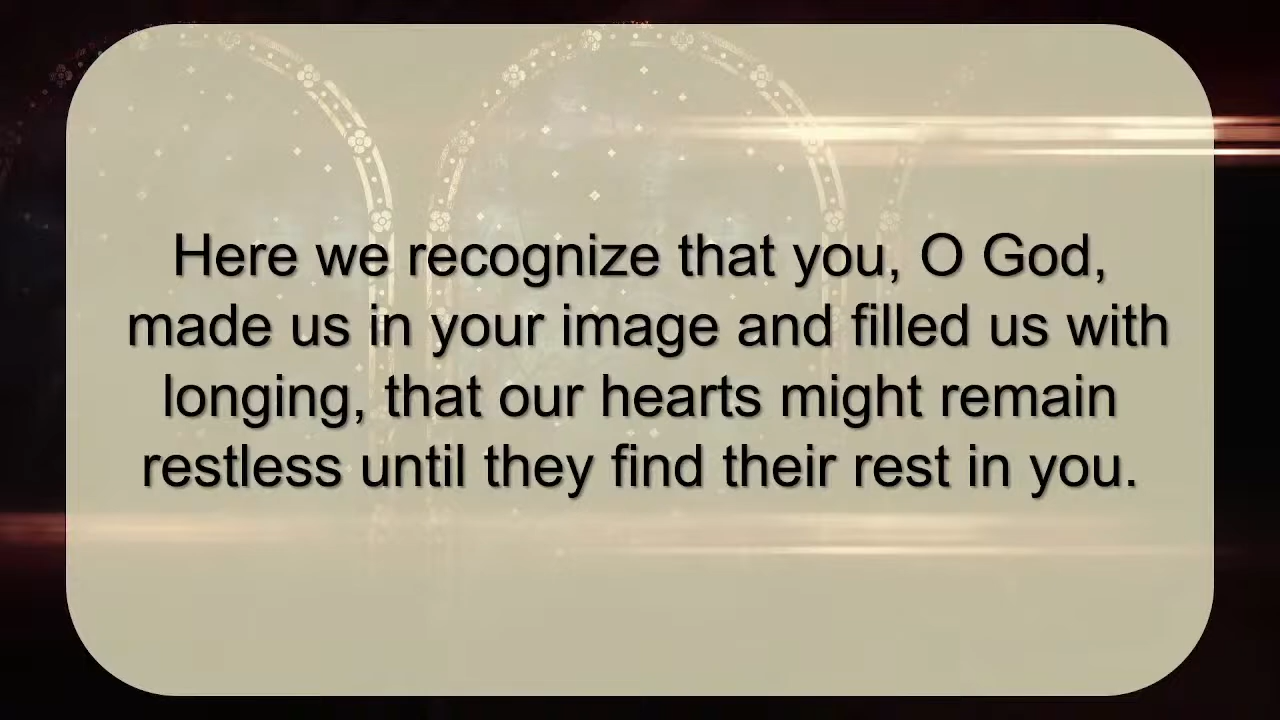 Here we recognize that you, O God,
made us in your image and filled us with
longing, that our hearts might remain
restless until they find their rest in you.